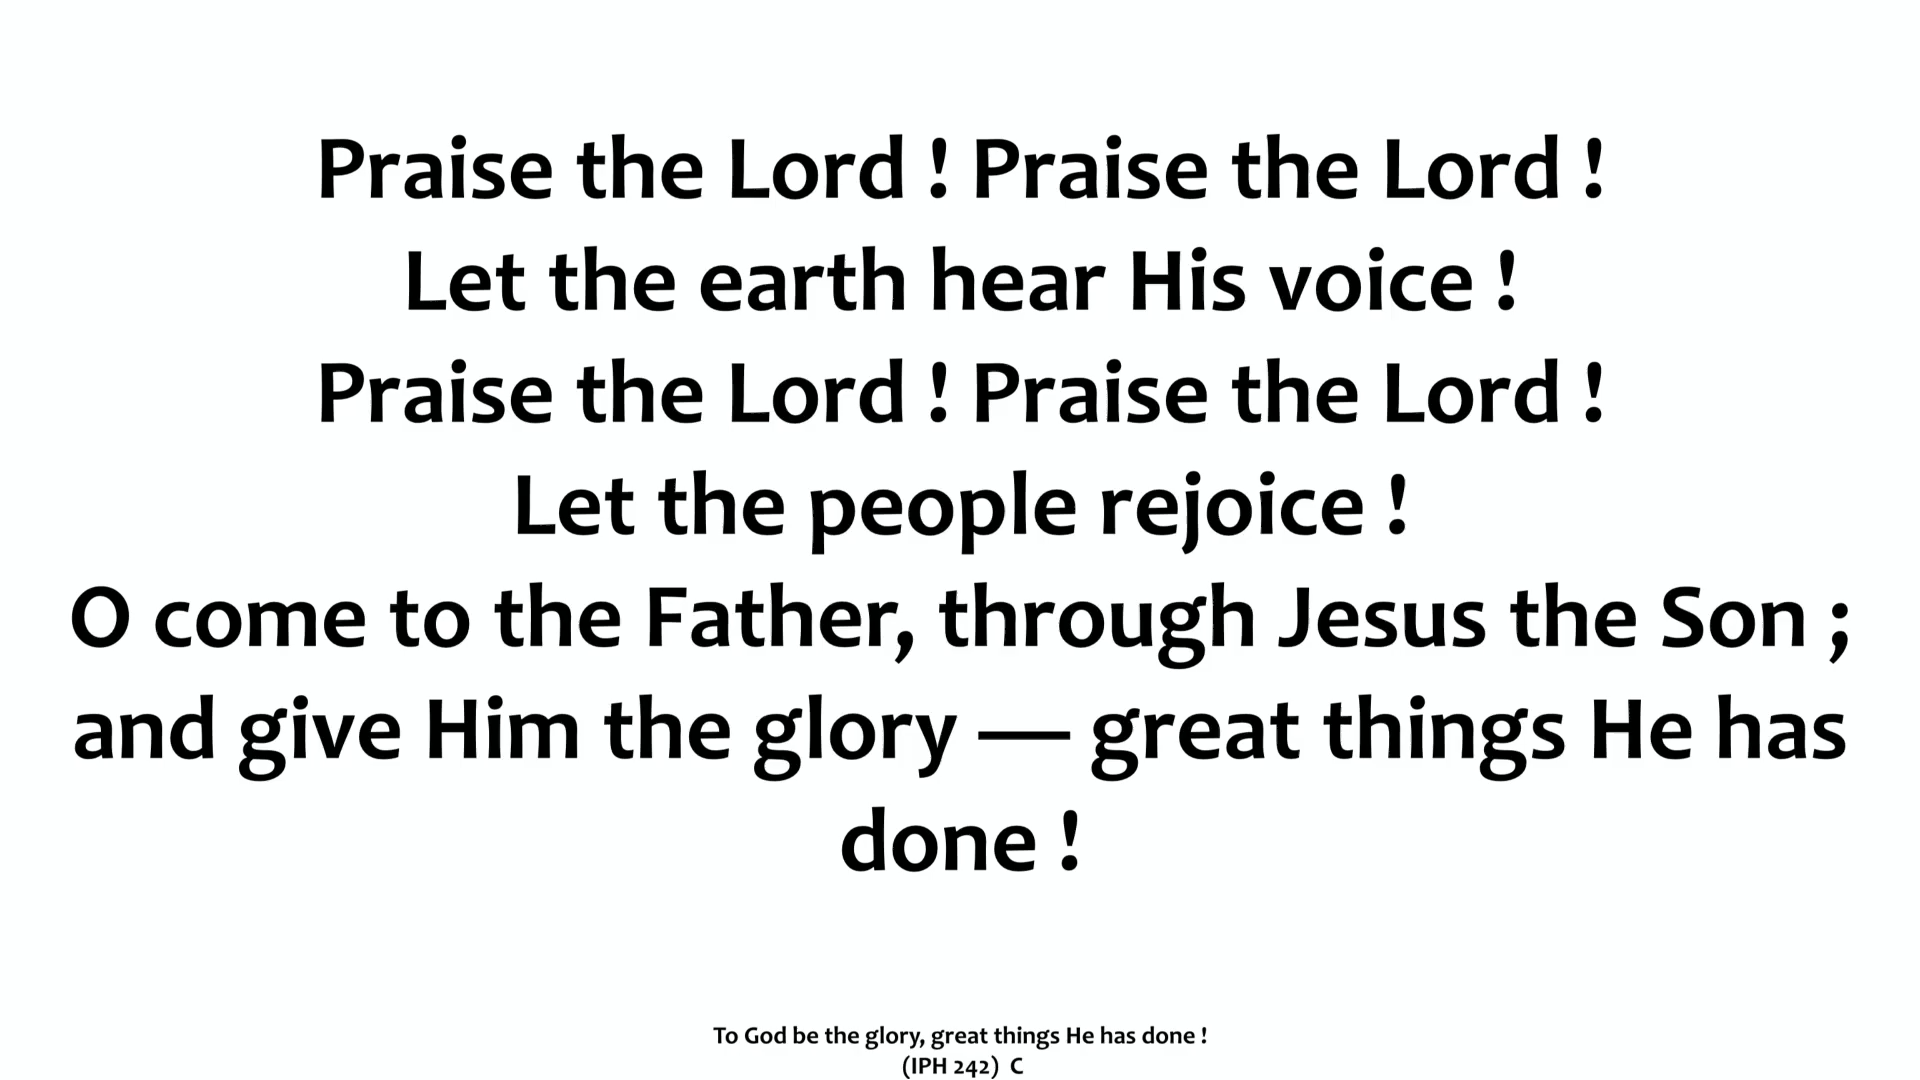 Praise the Lord ! Praise the Lord !
Let the earth hear His voice !
Praise the Lord ! Praise the Lord !
Let the people rejoice !
O come to the Father, through Jesus the Son ;
and give Him the glory — great things He has
done !
To God be the glory, great things He has done !
(IPH 242)  C